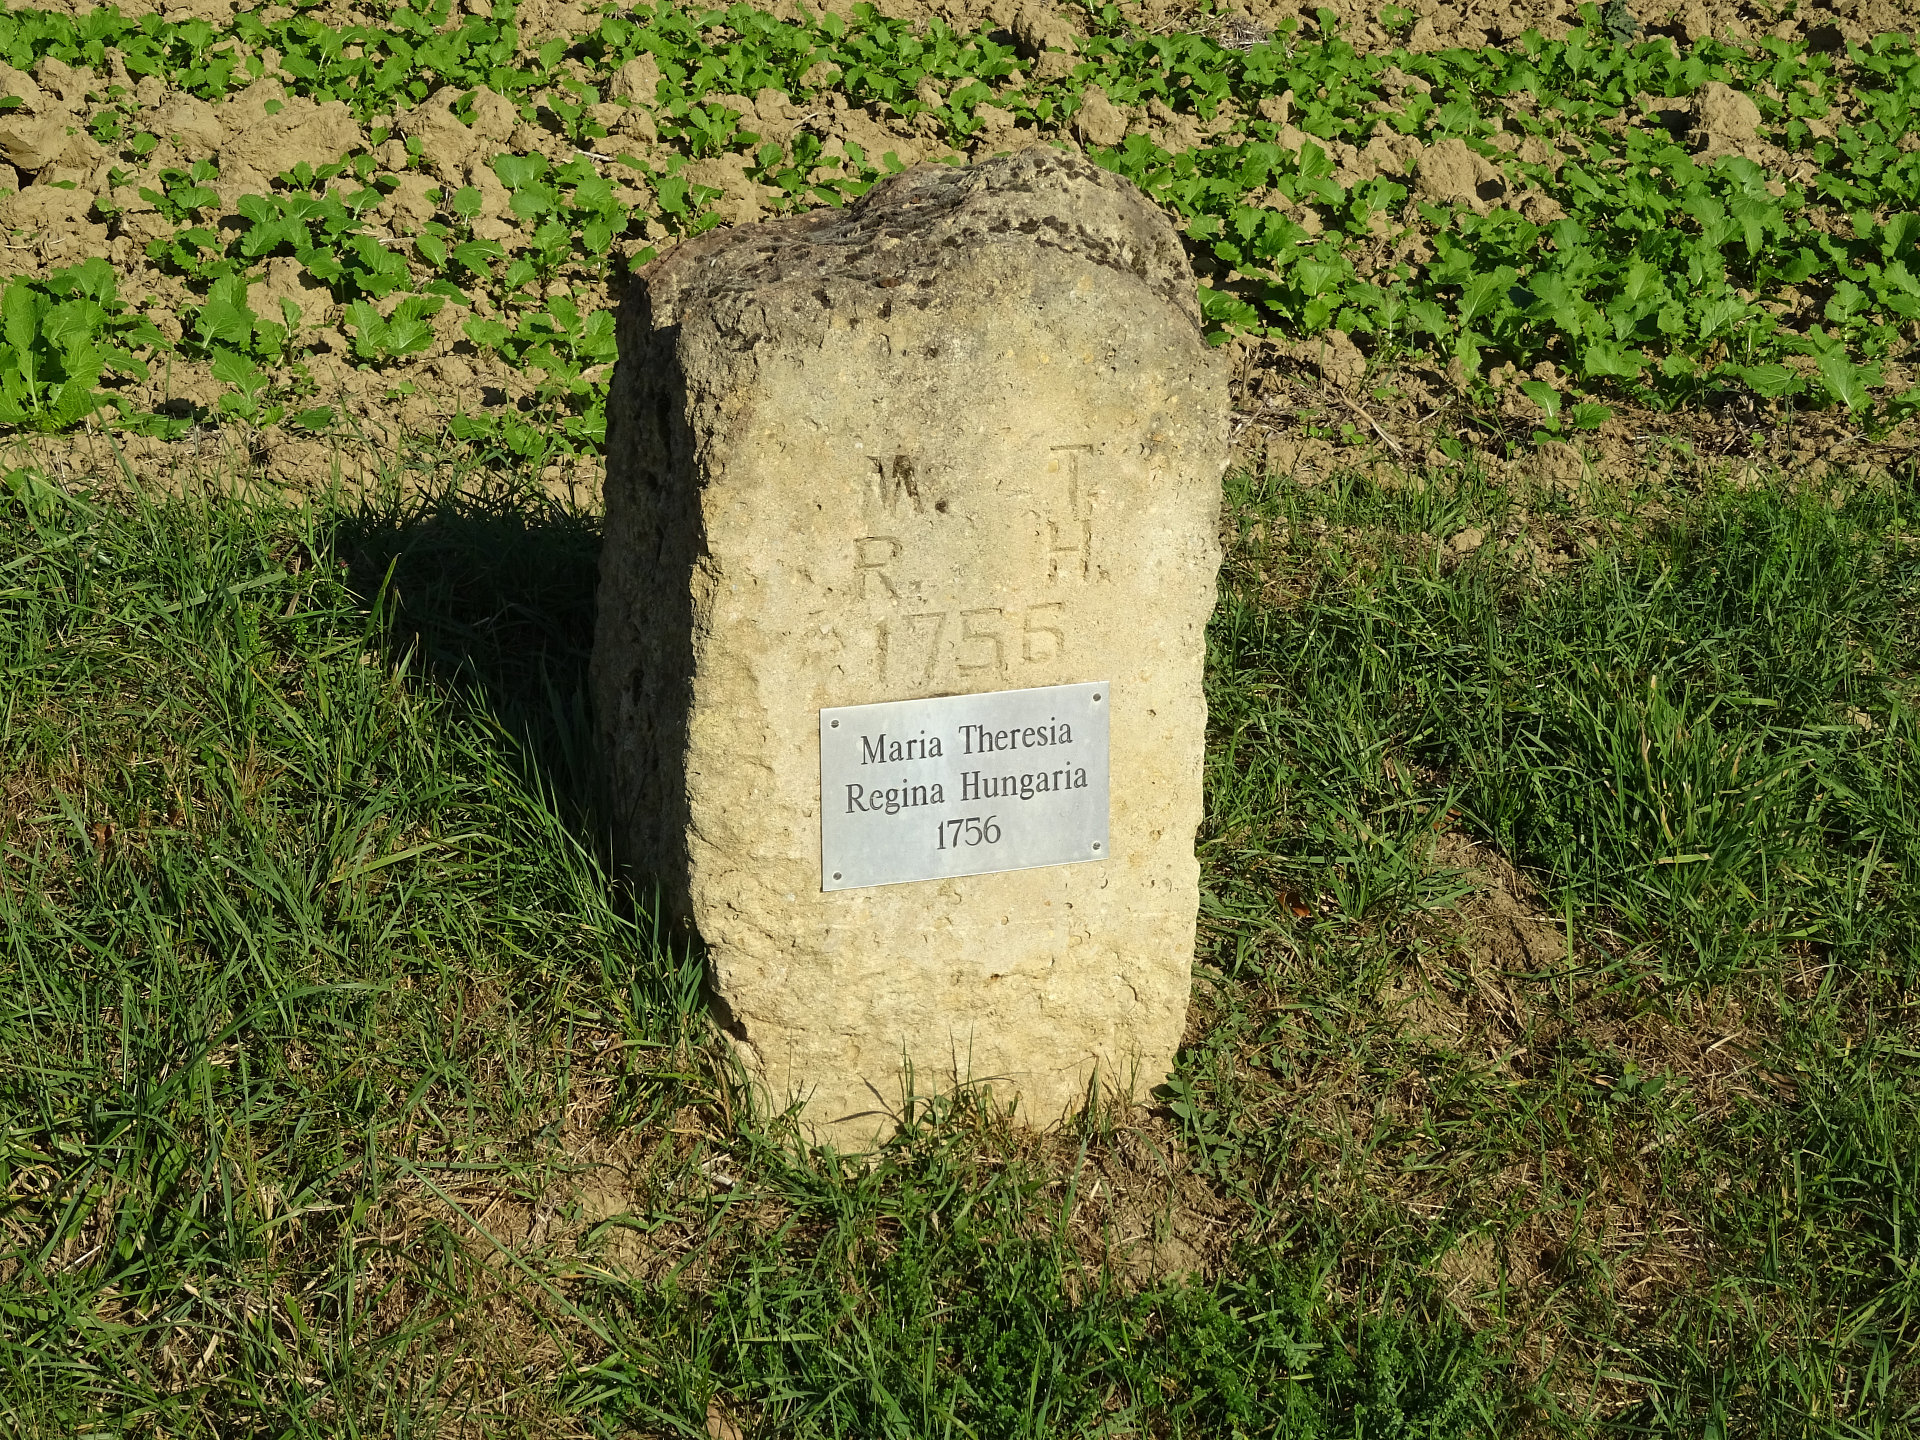 M. T.
R. H.
1756
Maria Theresia
Regina Hungaria
1756